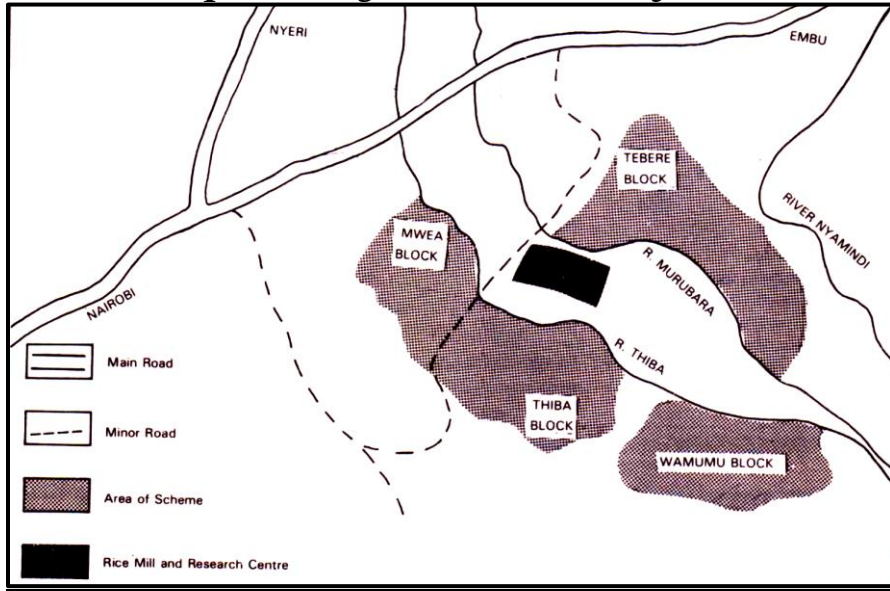 NYERI
EMBU
TEBERE
BLOCK
RIVER NYAMINDI
MWEA
BLOCK
R. MURUBARA
NAIROBI
R. THIBA
Main Road
Minor Road
THIBA
BLOCK
WAMUMU BLOCK
Area of Scheme
Rice Mill and Research Centre